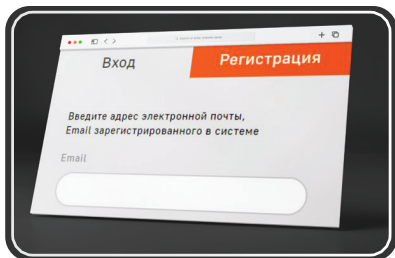 Вход
Регистрация
Введите адрес электронной почты,
Email зарегистрированного в системе
Email